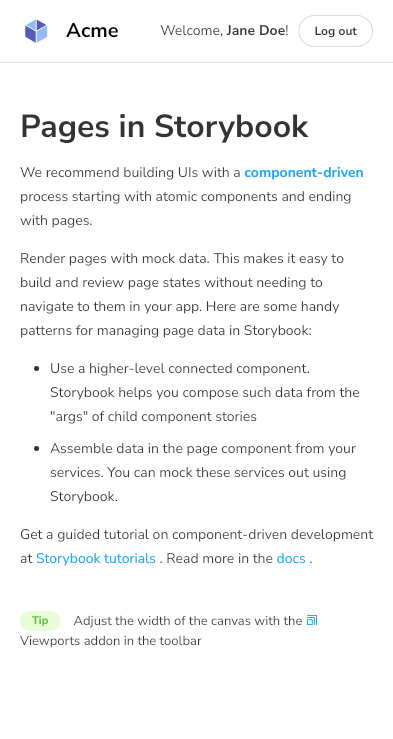 Acme
Welcome, Jane Doe!
Log out
Pages in Storybook
We recommend building UIs with a component-driven
process starting with atomic components and ending
with pages.
Render pages with mock data. This makes it easy to
build and review page states without needing to
navigate to them in your app. Here are some handy
patterns for managing page data in Storybook:
Use a higher-level connected component.
Storybook helps you compose such data from the
"args" of child component stories
Assemble data in the page component from your
services. You can mock these services out using
Storybook.
Get a guided tutorial on component-driven development
at Storybook tutorials . Read more in the docs .
Tip Adjust the width of the canvas with the
Viewports addon in the toolbar